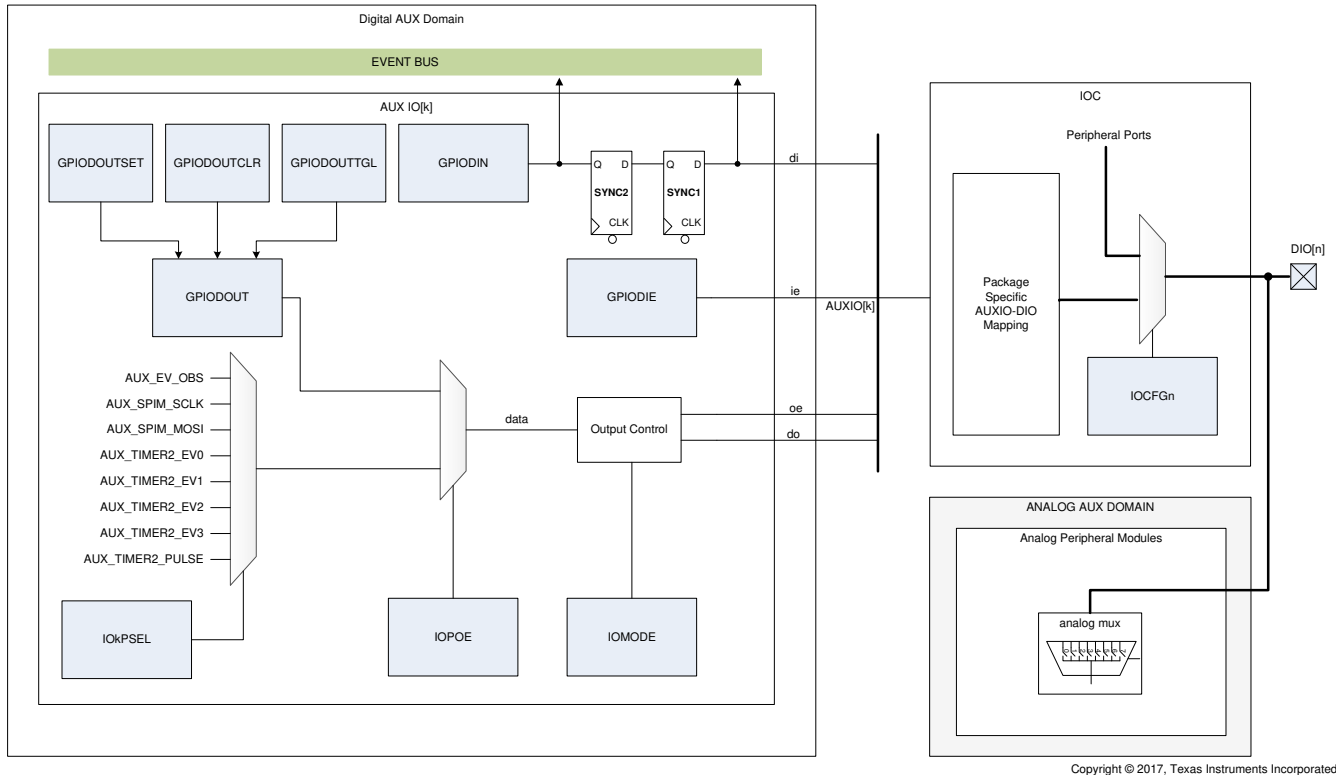 Digital AUX Domain
EVENT BUS
AUX IO[k]
GPIODOUTSET
GPIODOUTCLR
GPIODOUTTGL
GPIODIN
Q D
SYNC2
CLK
Q D
SYNC1
CLK
di
GPIODOUT
GPIODIE
ie
AUXIO[k]
AUX_EV_OBS
AUX_SPIM_SCLK
AUX_SPIM_MOSI
AUX_TIMER2_EV0
AUX_TIMER2_EV1
AUX_TIMER2_EV2
AUX_TIMER2_EV3
AUX_TIMER2_PULSE
data
Output Control
oe
do
IOkPSEL
IOPOE
IOMODE
IOC
Peripheral Ports
Package
Specific
AUXIO-DIO
Mapping
IOCFGn
DIO[n]
ANALOG AUX DOMAIN
Analog Peripheral Modules
analog mux
Copyright © 2017, Texas Instruments Incorporated